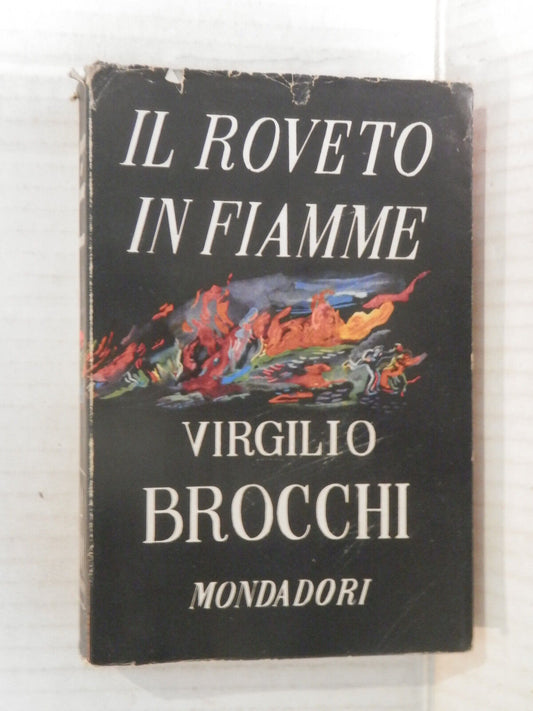 IL ROVETO
IN FIAMME
VIRGILIO
BROCCHI
MONDADORI